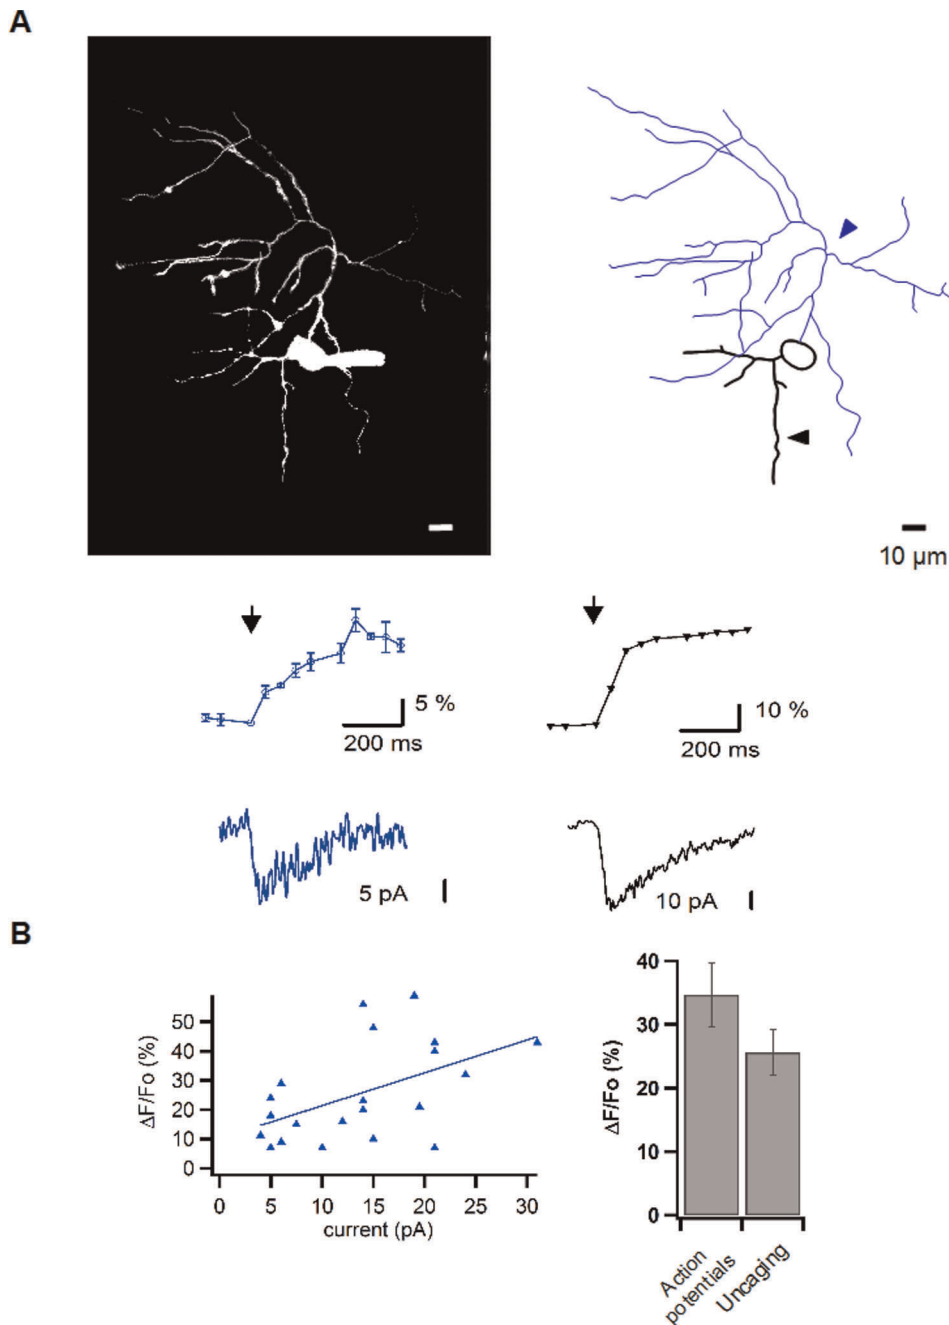 A
10 µm
5 %
200 ms
10 %
200 ms
5 pA
10 pA
B
ΔF/Fo (%)
50
40
30
20
10
0
0 5 10 15 20 25 30
current (pA)
ΔF/Fo (%)
40
30
20
10
0
Action
potentials
Uncaging